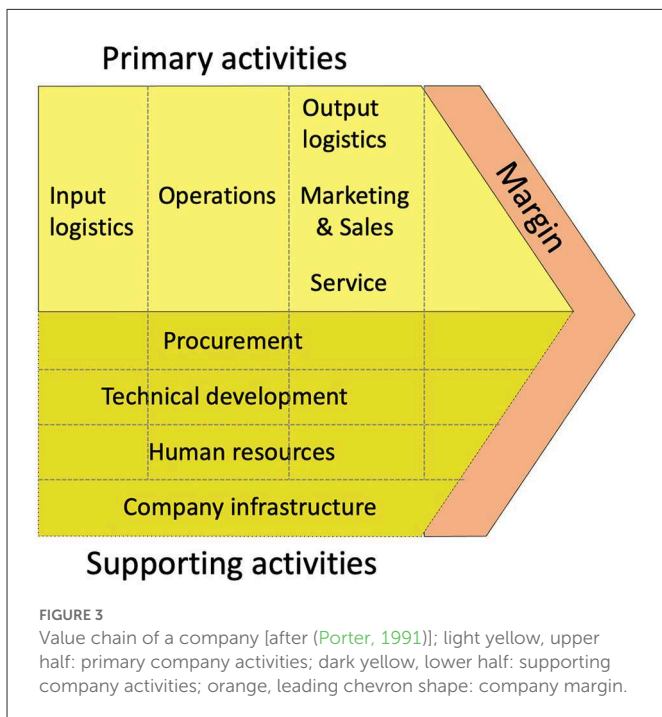 Primary activities
Input
logistics
Operations
Output
logistics
Marketing
& Sales
Service
Margin
Procurement
Technical development
Human resources
Company infrastructure
Supporting activities
FIGURE 3
Value chain of a company [after (Porter, 1991)]; light yellow, upper
half: primary company activities; dark yellow, lower half: supporting
company activities; orange, leading chevron shape: company margin.